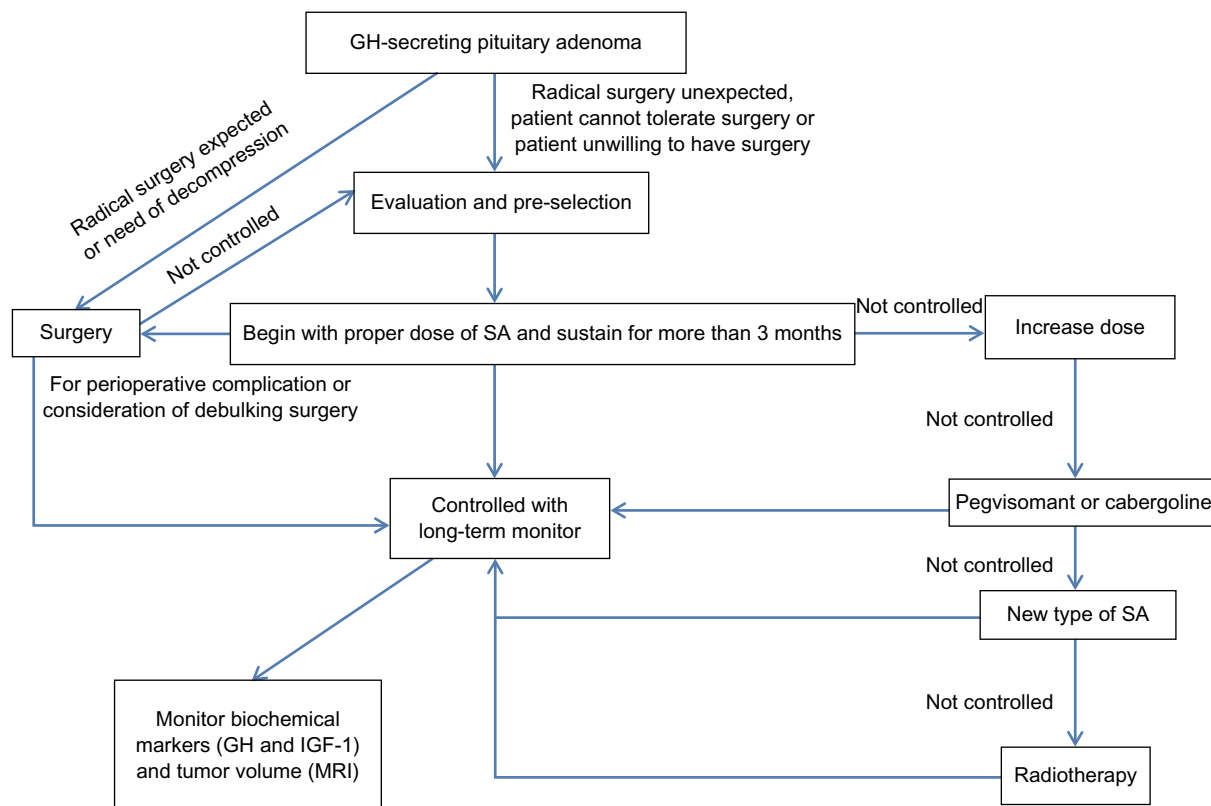 GH-secreting pituitary adenoma
Radical surgery unexpected,
patient cannot tolerate surgery or
patient unwilling to have surgery
Radical surgery expected
or need of decompression
Not controlled
Evaluation and pre-selection
Surgery
Begin with proper dose of SA and sustain for more than 3 months
Not controlled
Increase dose
For perioperative complication or
consideration of debulking surgery
Not controlled
Controlled with
long-term monitor
Pegvisomant or cabergoline
Not controlled
New type of SA
Not controlled
Monitor biochemical
markers (GH and IGF-1)
and tumor volume (MRI)
Radiotherapy